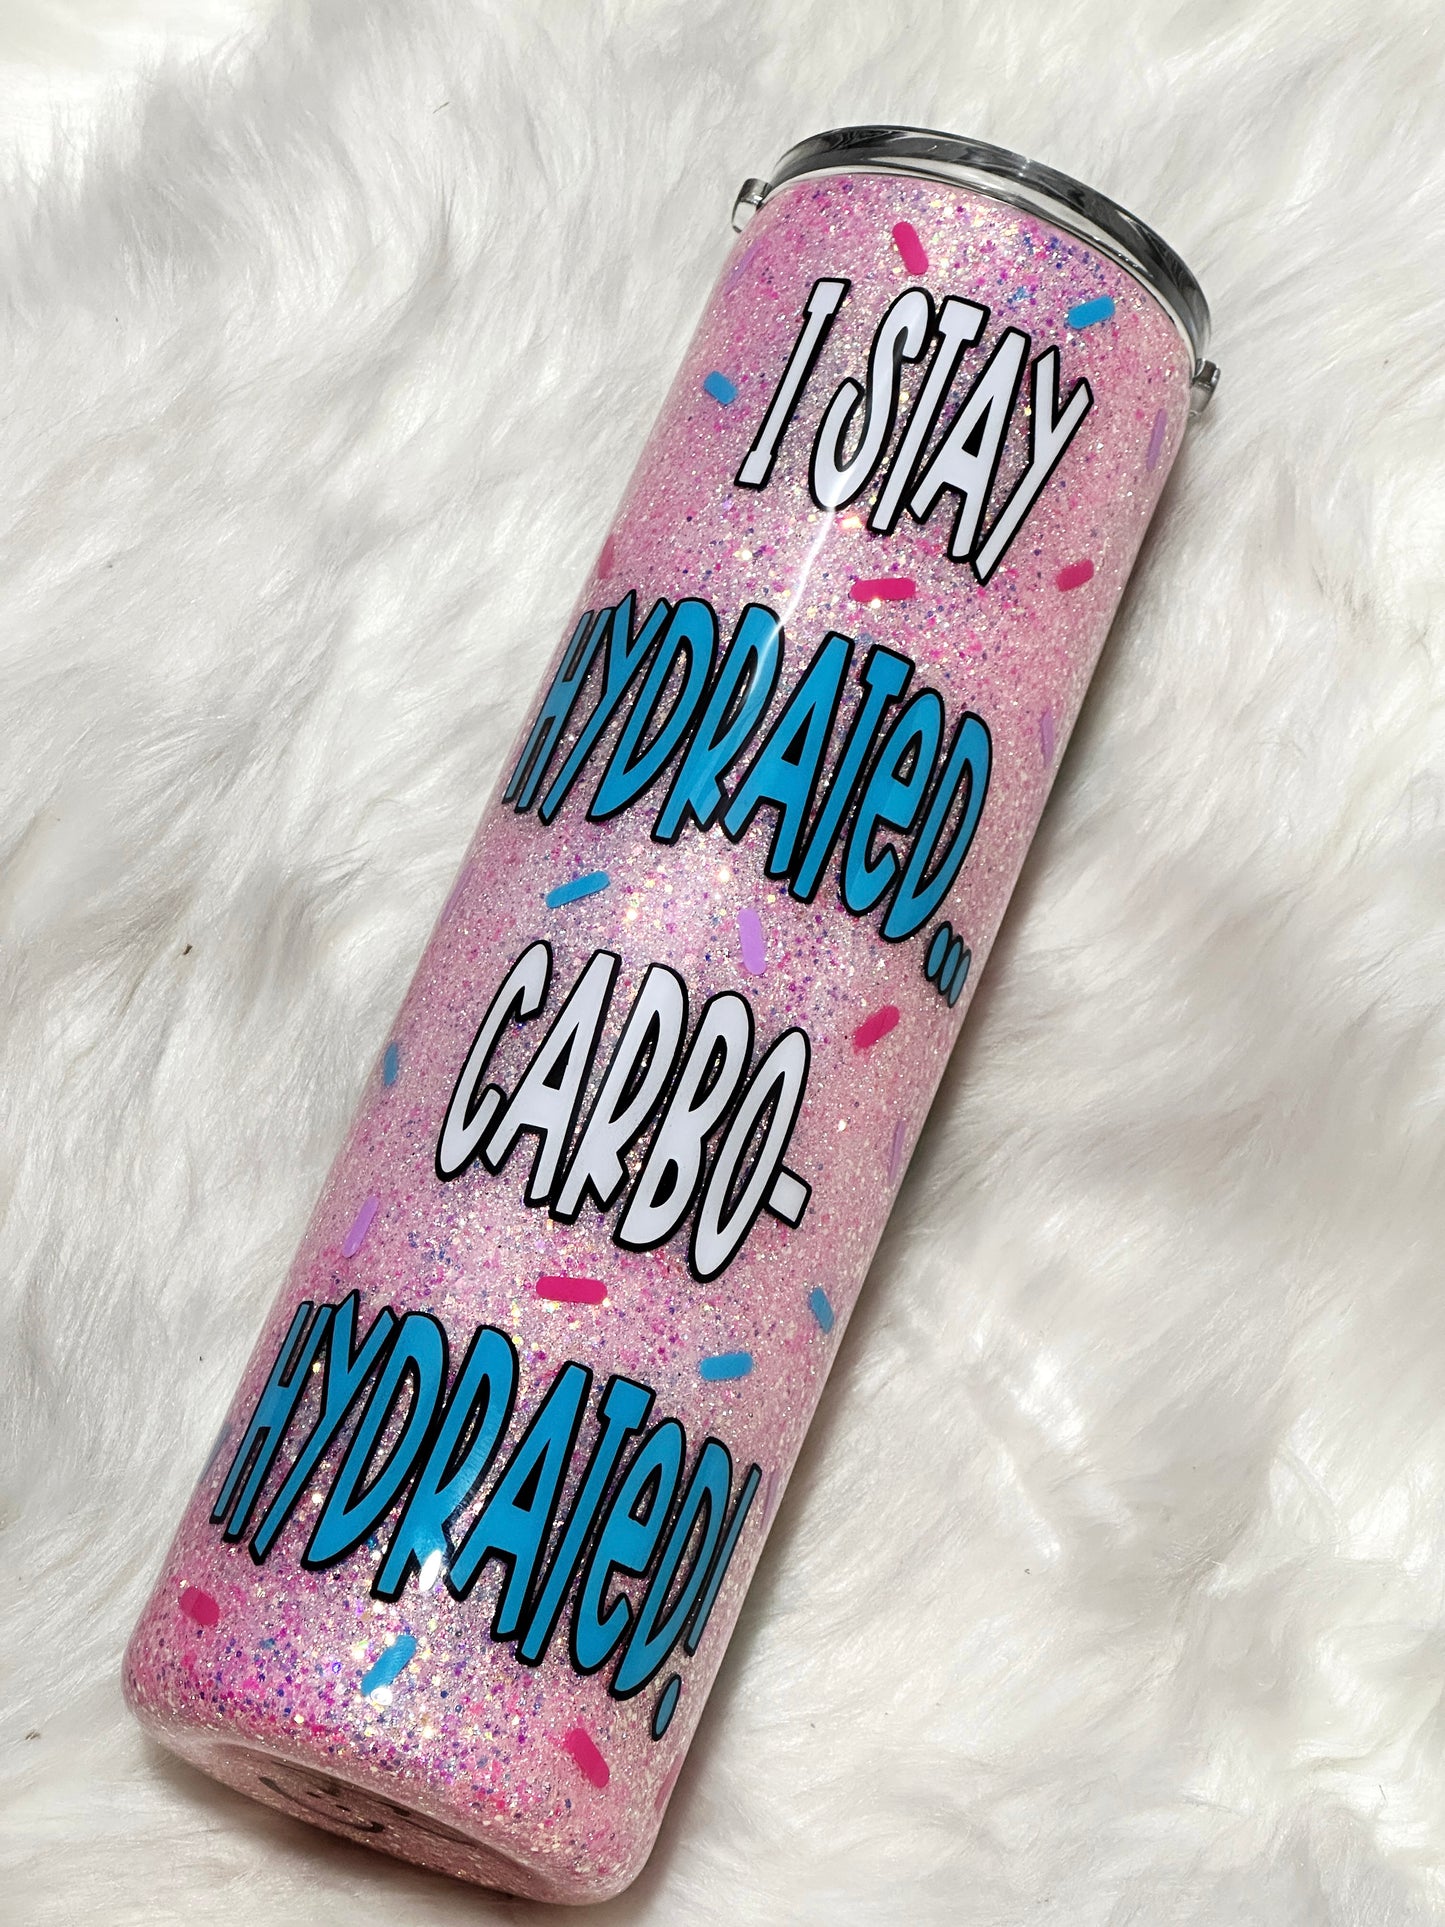 I STAY
HYDRATeD...
CARBO-
HYDRATeD!